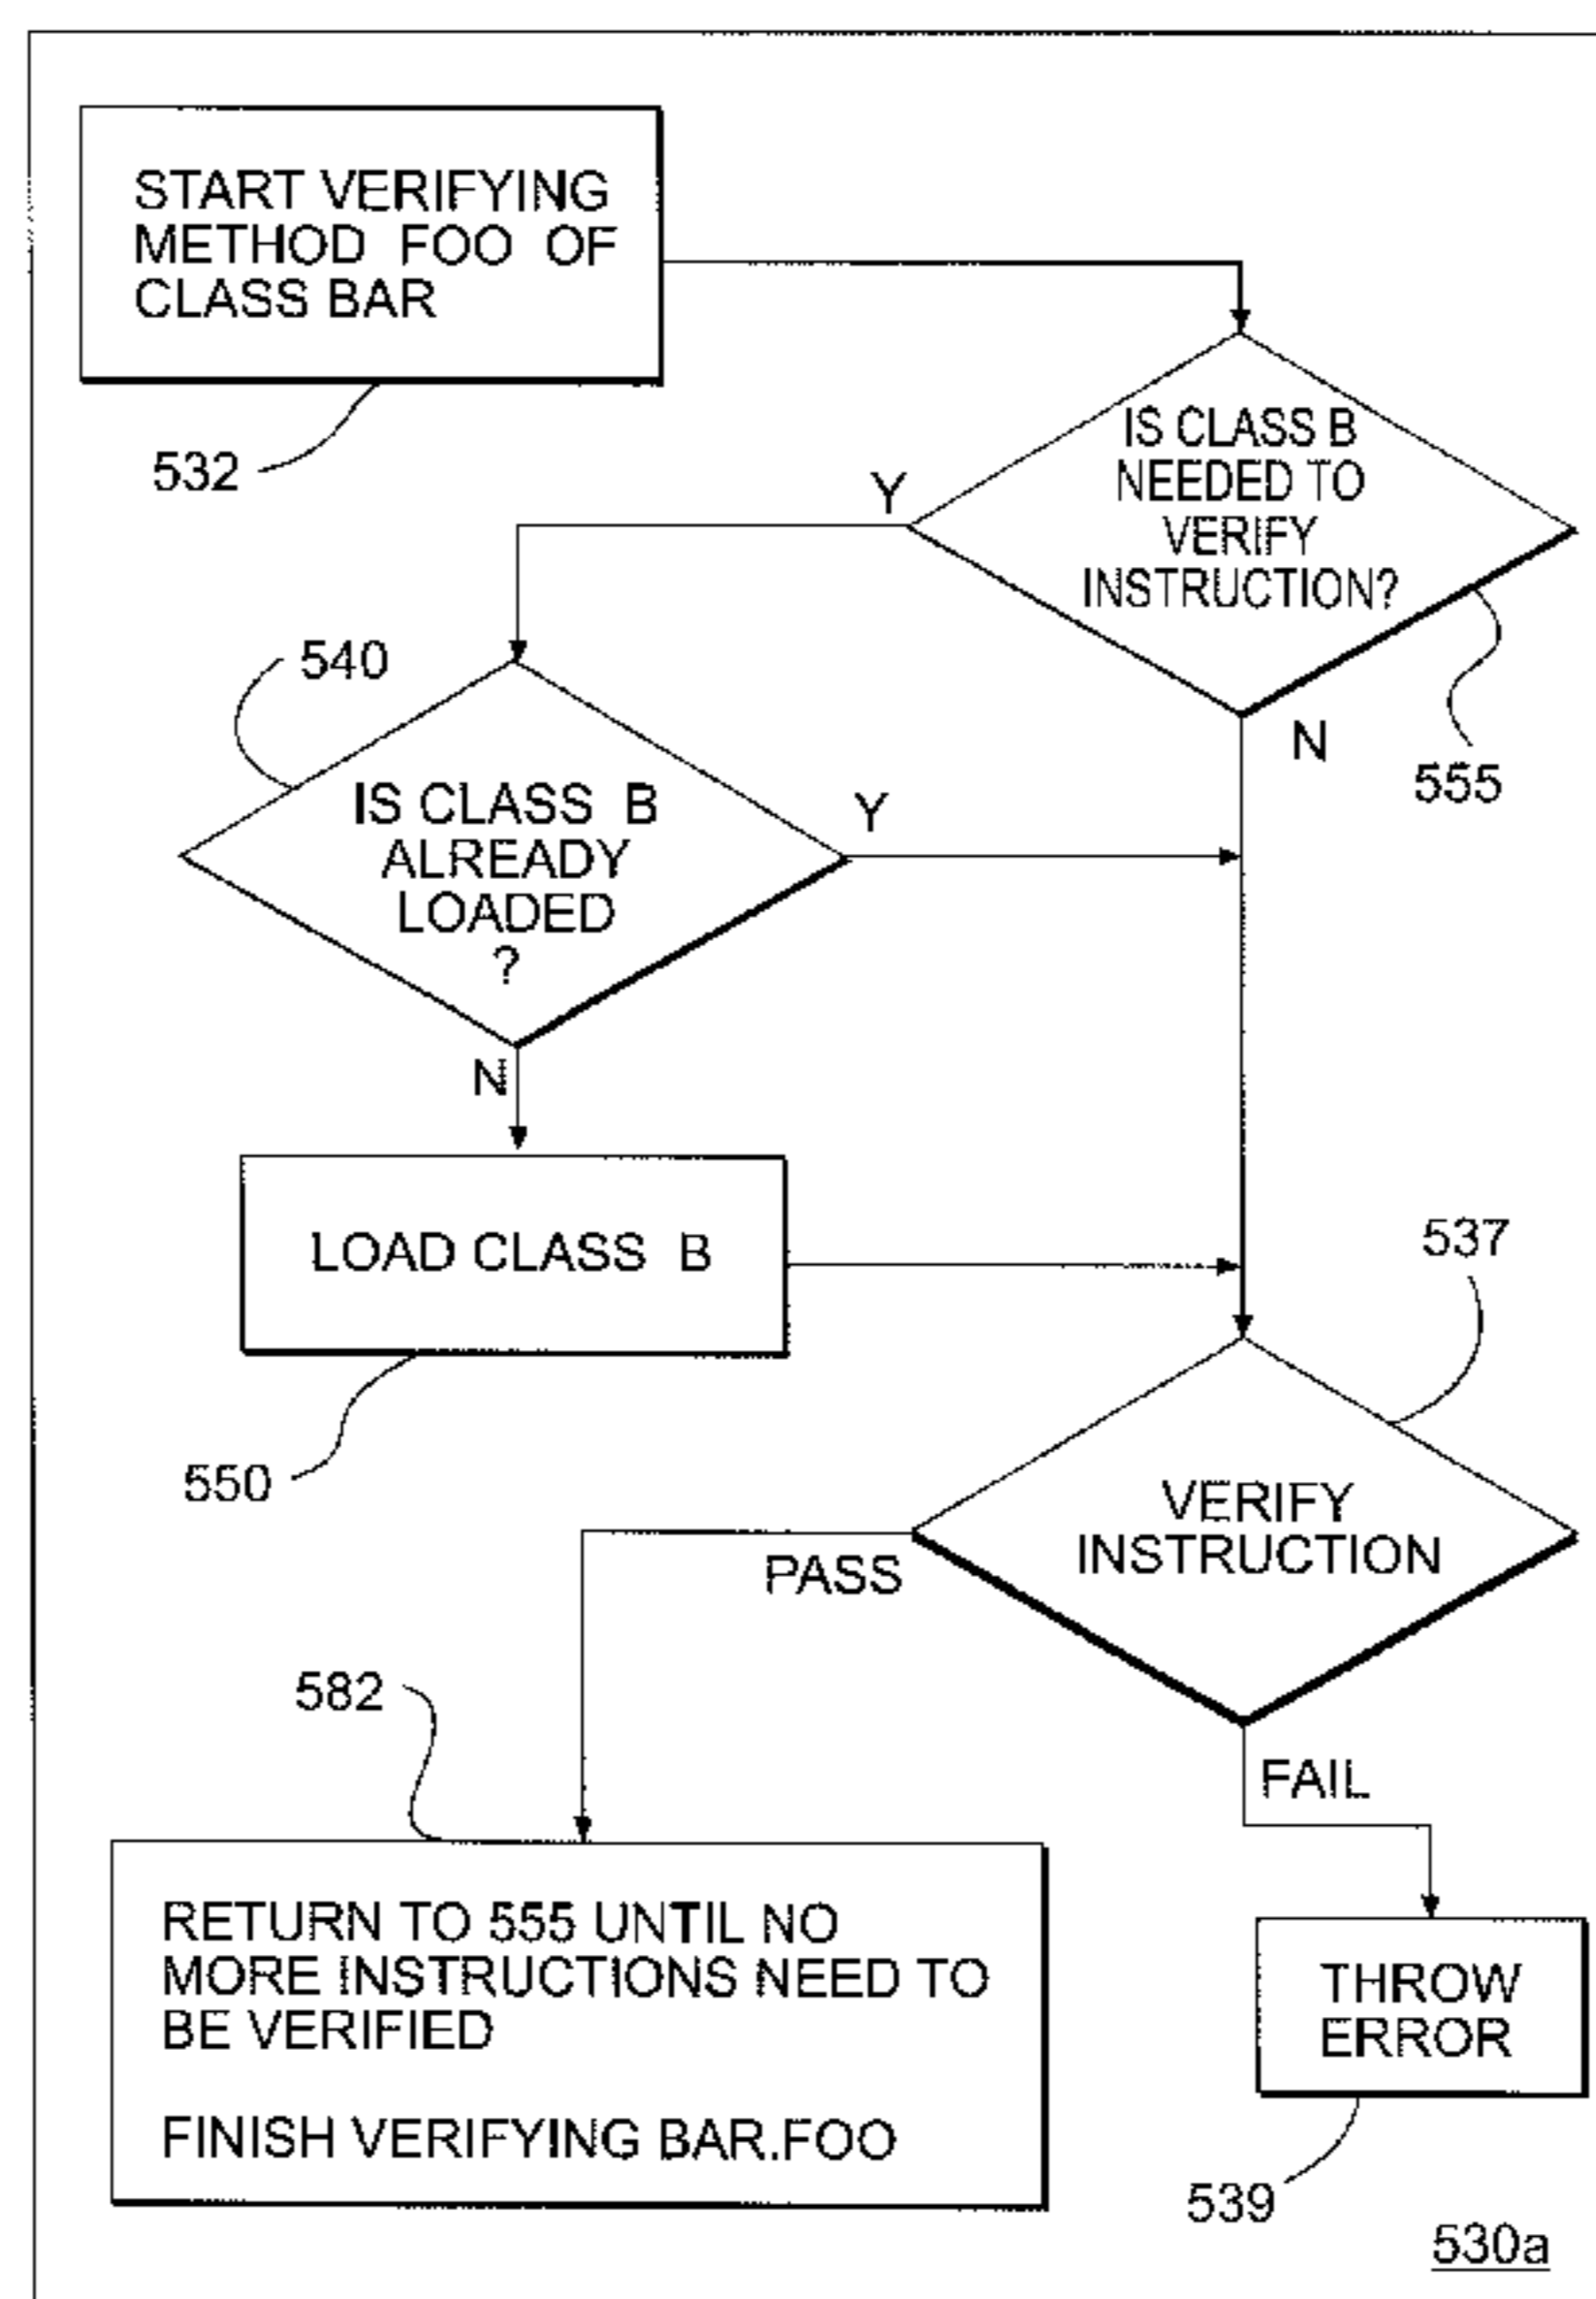 START VERIFYING
METHOD FOO OF
CLASS BAR
532
IS CLASS B
NEEDED TO
VERIFY
INSTRUCTION?
Y
N
555
540
IS CLASS B
ALREADY
LOADED
?
Y
N
LOAD CLASS B
550
537
VERIFY
INSTRUCTION
PASS
FAIL
582
RETURN TO 555 UNTIL NO
MORE INSTRUCTIONS NEED TO
BE VERIFIED
FINISH VERIFYING BAR.FOO
THROW
ERROR
539
530a